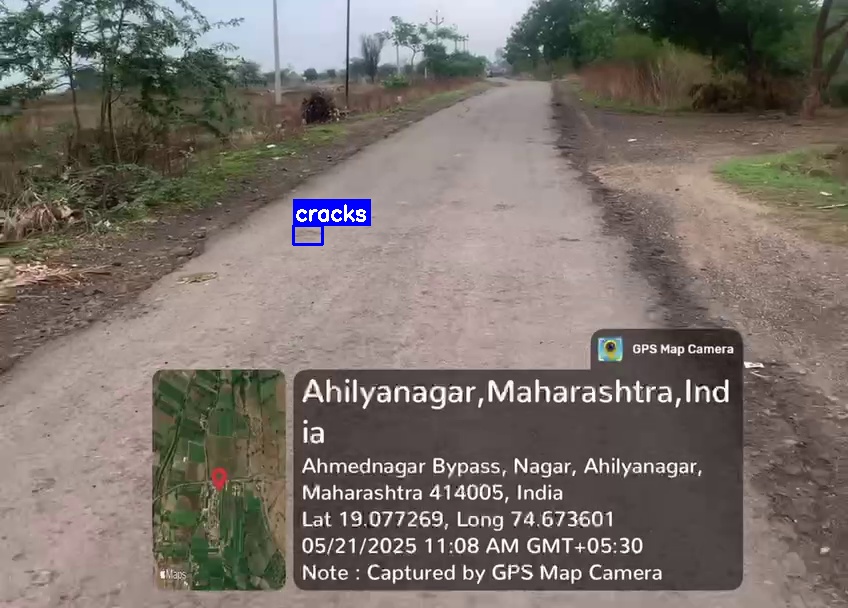 cracks
GPS Map Camera
Ahilyanagar,Maharashtra,Ind
ia
Ahmednagar Bypass, Nagar, Ahilyanagar,
Maharashtra 414005, India
Lat 19.077269, Long 74.673601
05/21/2025 11:08 AM GMT+05:30
Note : Captured by GPS Map Camera
Maps